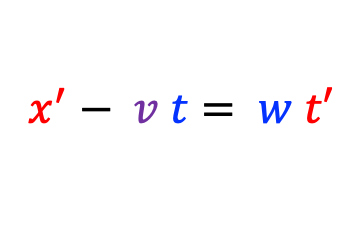 x′ − v t = w t′